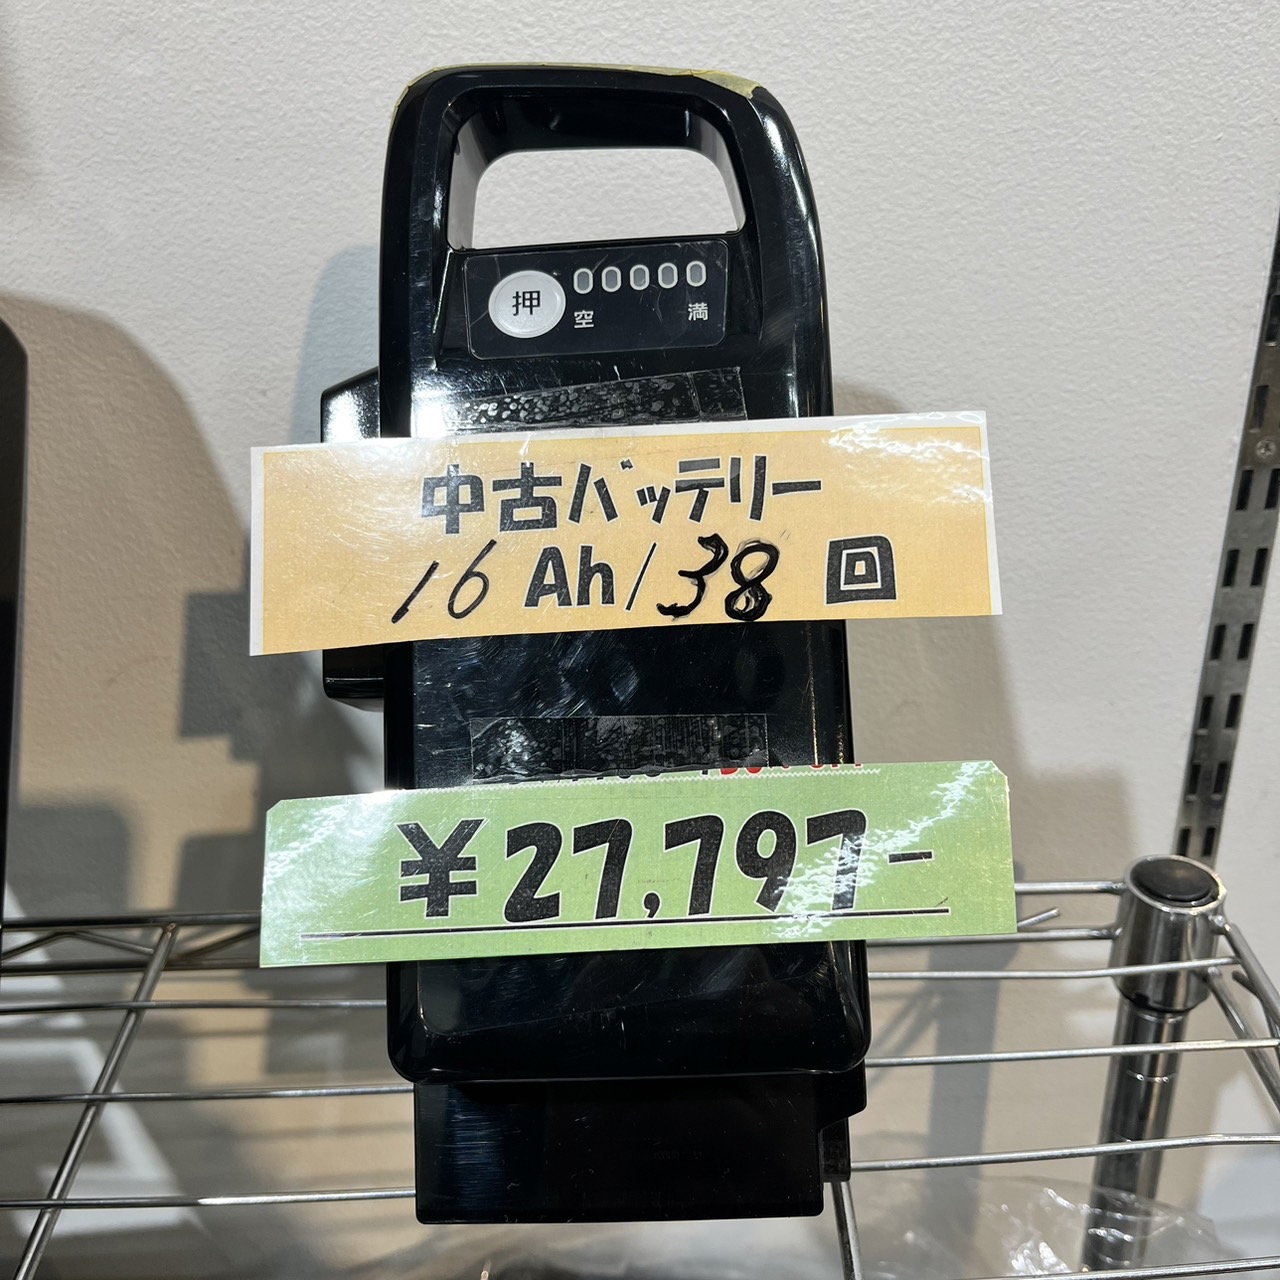 押
空 満
中古バッテリー
16 Ah/38 回
¥27,797-